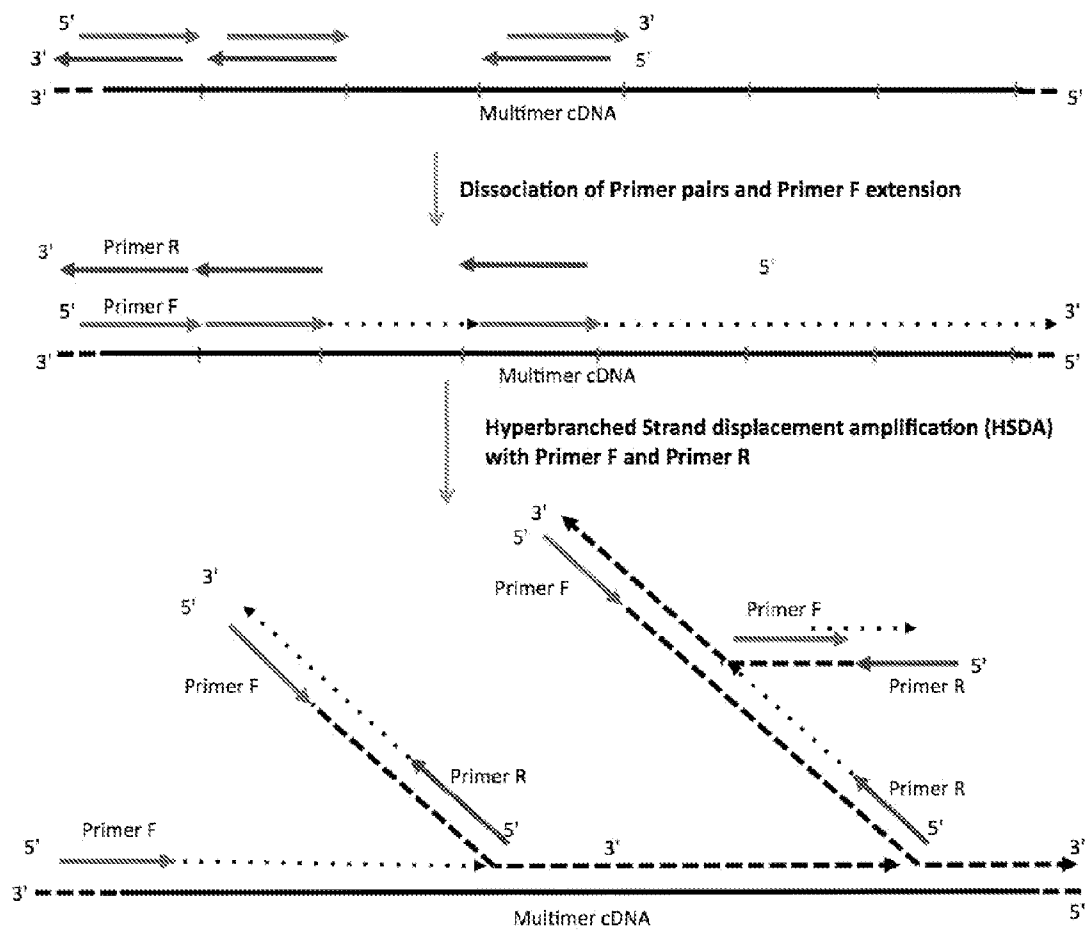 5' 3'
3' 5'
3' 5'
Multimer cDNA
Dissociation of Primer pairs and Primer F extension
3' Primer R 5'
5' Primer F 3'
3' 5'
Multimer cDNA
Hyperbranched Strand displacement amplification (HSDA)
with Primer F and Primer R
3'
5'
3'
5'
Primer F
Primer F
5'
Primer F
Primer R
Primer R
Primer R
5' 5'
Primer F
5' 3' 3'
3'
5'
Multimer cDNA